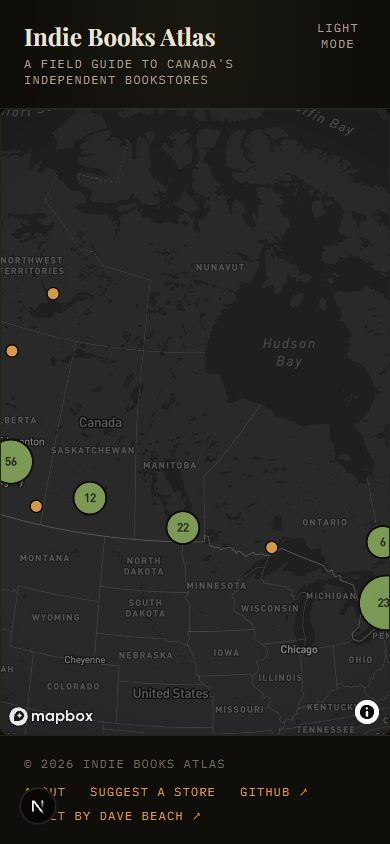 Indie Books Atlas
LIGHT
MODE
A FIELD GUIDE TO CANADA'S
INDEPENDENT BOOKSTORES
NORTHWEST
TERRITORIES
NUNAVUT
Hudson
Bay
Canada
SASKATCHEWAN
MANITOBA
56
12
22
ONTARIO
6
23
MONTANA
NORTH
DAKOTA
MINNESOTA
SOUTH
DAKOTA
WISCONSIN
MICHIGAN
WYOMING
IOWA
Chicago
Cheyenne
NEBRASKA
OHIO
ILLINOIS
COLORADO
United States
MISSOURI
TENNESSEE
mapbox
© 2026 INDIE BOOKS ATLAS
SUGGEST A STORE
GITHUB ↗
N
BY DAVE BEACH ↗